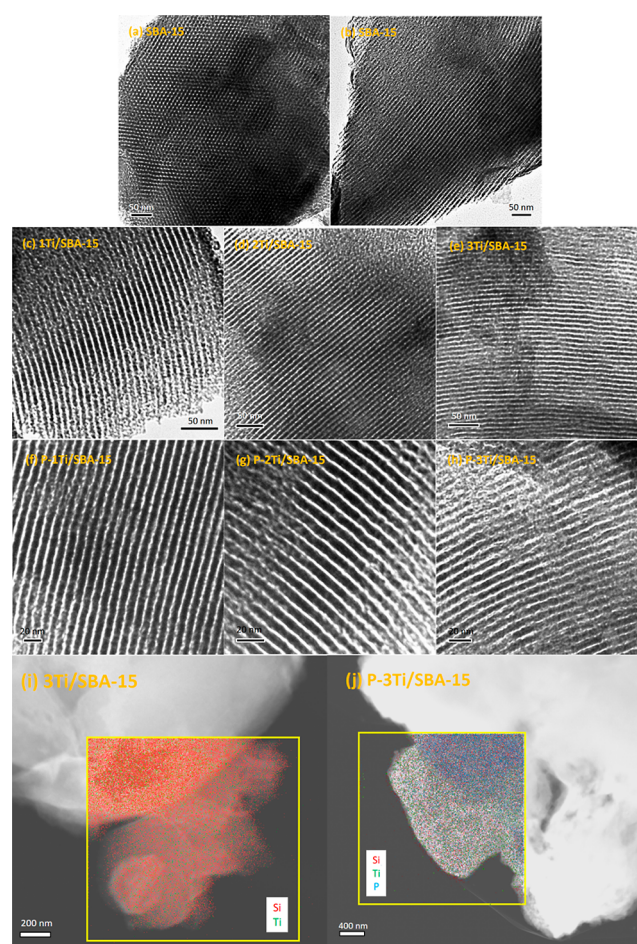 (a) SBA-15
(b) SBA-15
50 nm
50 nm
(c) 1Ti/SBA-15
(d) 2Ti/SBA-15
(e) 3Ti/SBA-15
50 nm
50 nm
50 nm
(f) P-1Ti/SBA-15
(g) P-2Ti/SBA-15
(h) P-3Ti/SBA-15
20 nm
20 nm
20 nm
(i) 3Ti/SBA-15
(j) P-3Ti/SBA-15
Si
Ti
200 nm
Si
Ti
P
400 nm